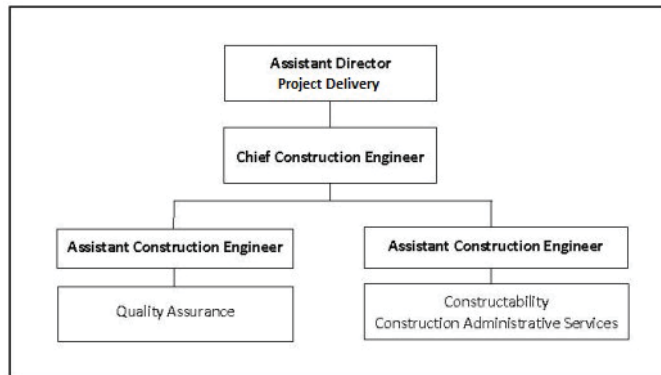 Assistant Director
Project Delivery
Chief Construction Engineer
Assistant Construction Engineer
Assistant Construction Engineer
Quality Assurance
Constructability
Construction Administrative Services